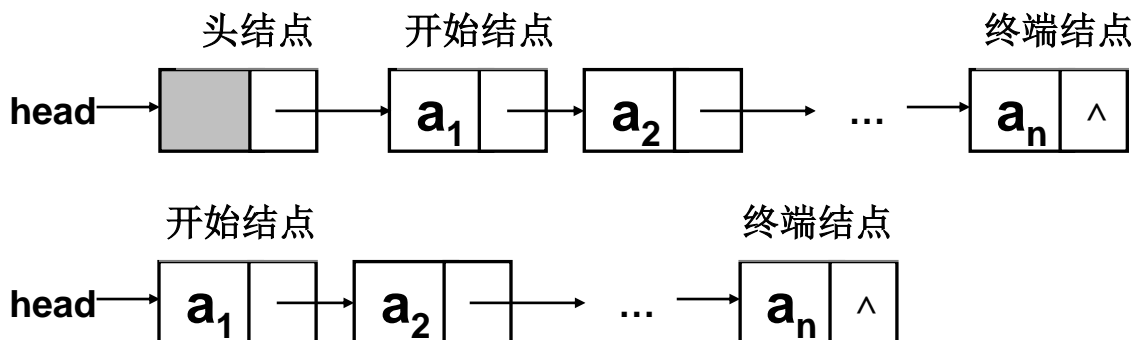 头结点 开始结点 终端结点
head a1 a2 … an ^
开始结点 终端结点
head a1 a2 … an ^